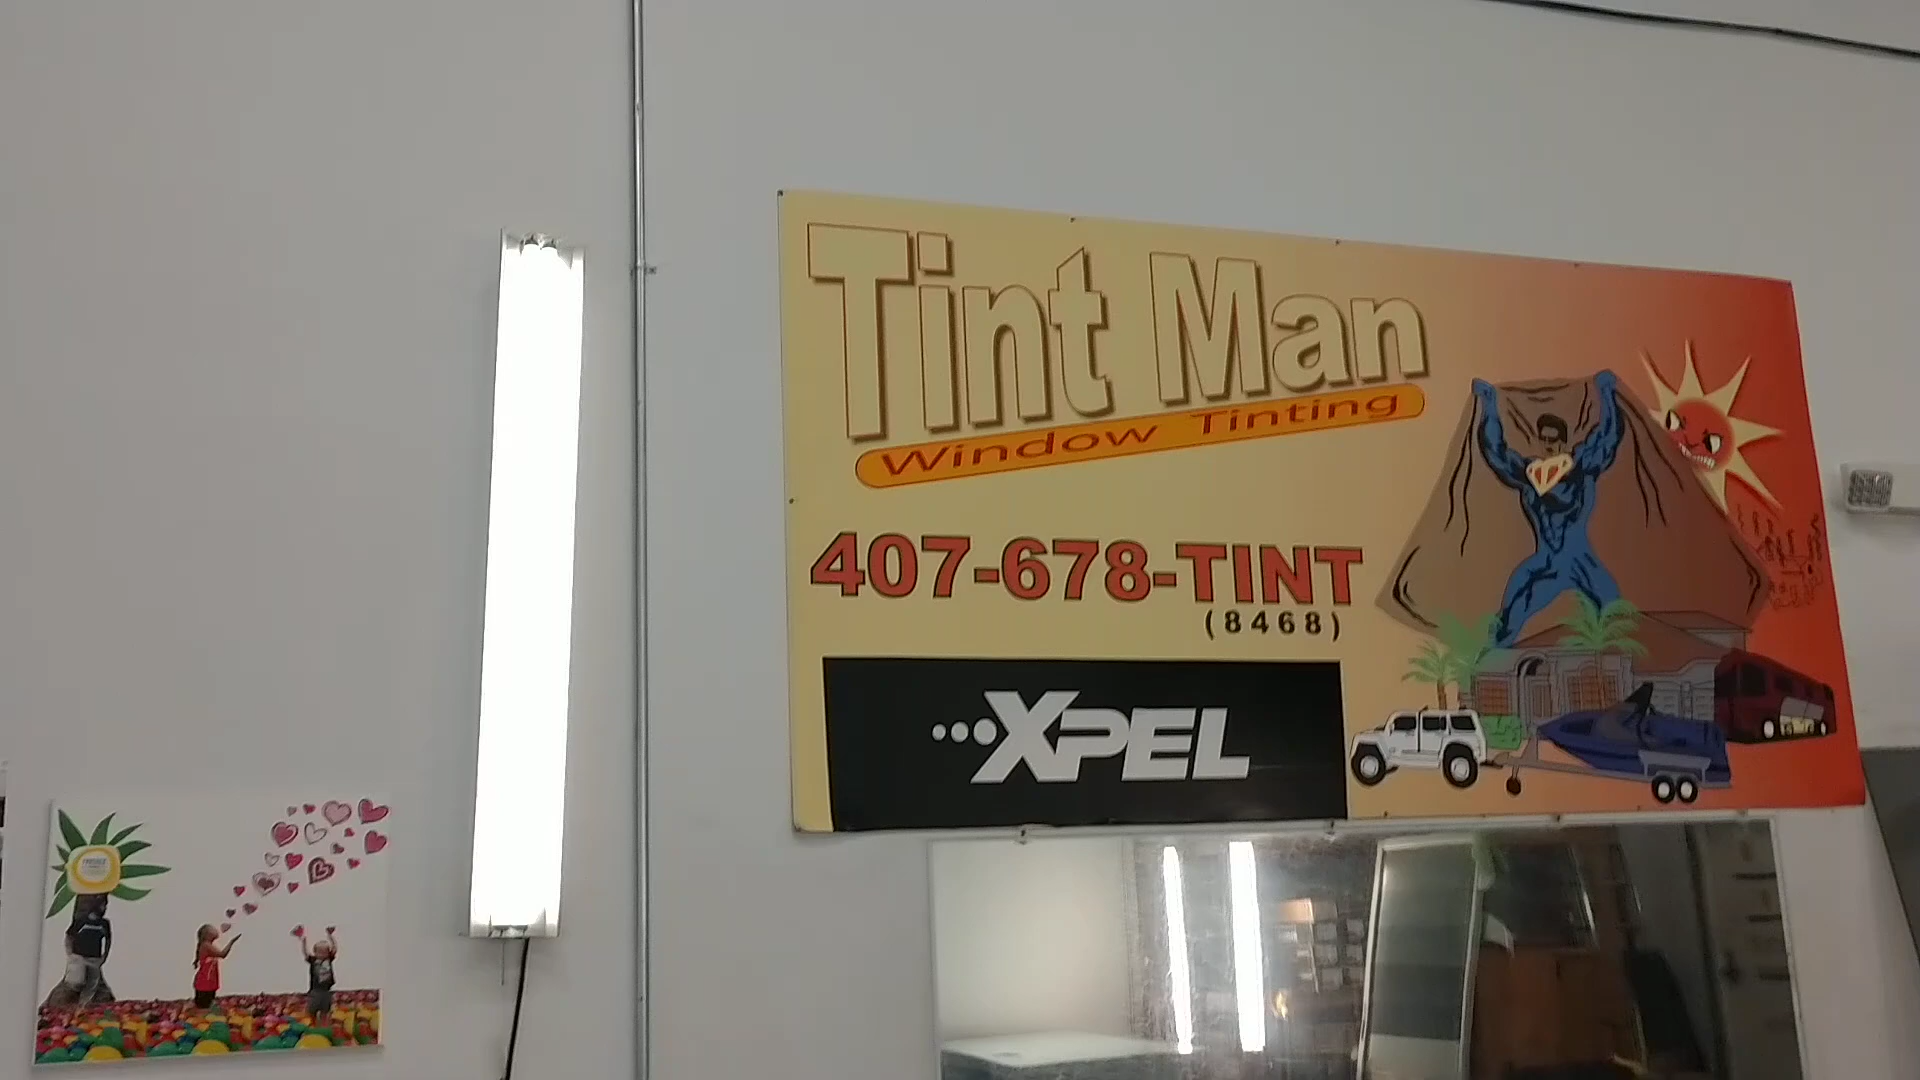 Tint Man
Window Tinting
407-678-TINT
(8468)
XPEL